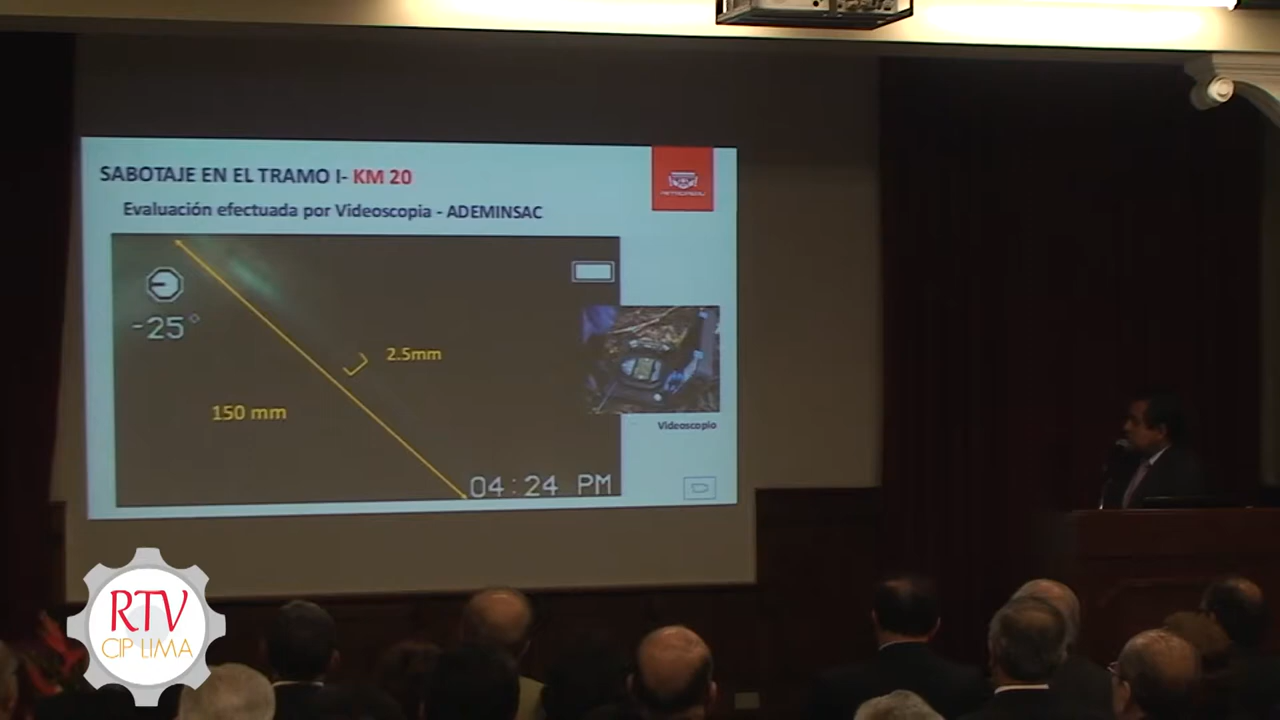 SABOTAJE EN EL TRAMO I- KM 20
PETROPERU
Evaluación efectuada por Videoscopia - ADEMINSAC
-25°
2.5mm
150 mm
Videoscopio
04:24 PM
RTV
CIP LIMA